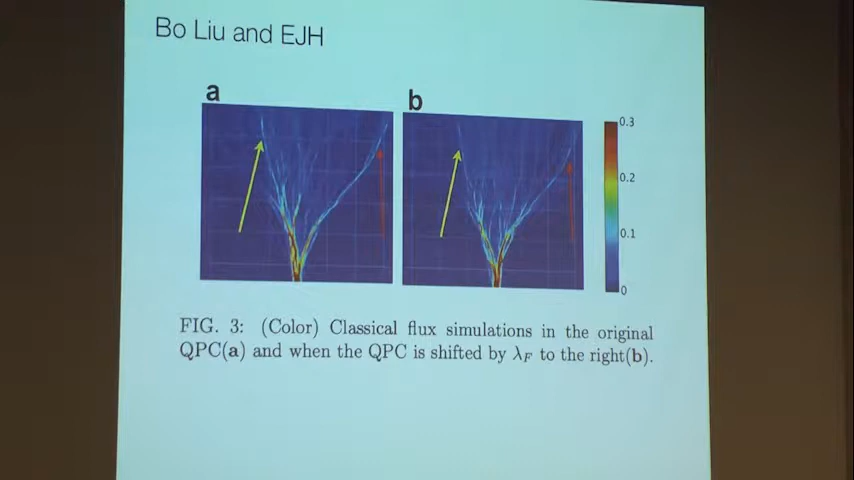 Bo Liu and EJH
a
b
0.3
0.2
0.1
0
FIG. 3: (Color) Classical flux simulations in the original
QPC(a) and when the QPC is shifted by λF to the right(b).